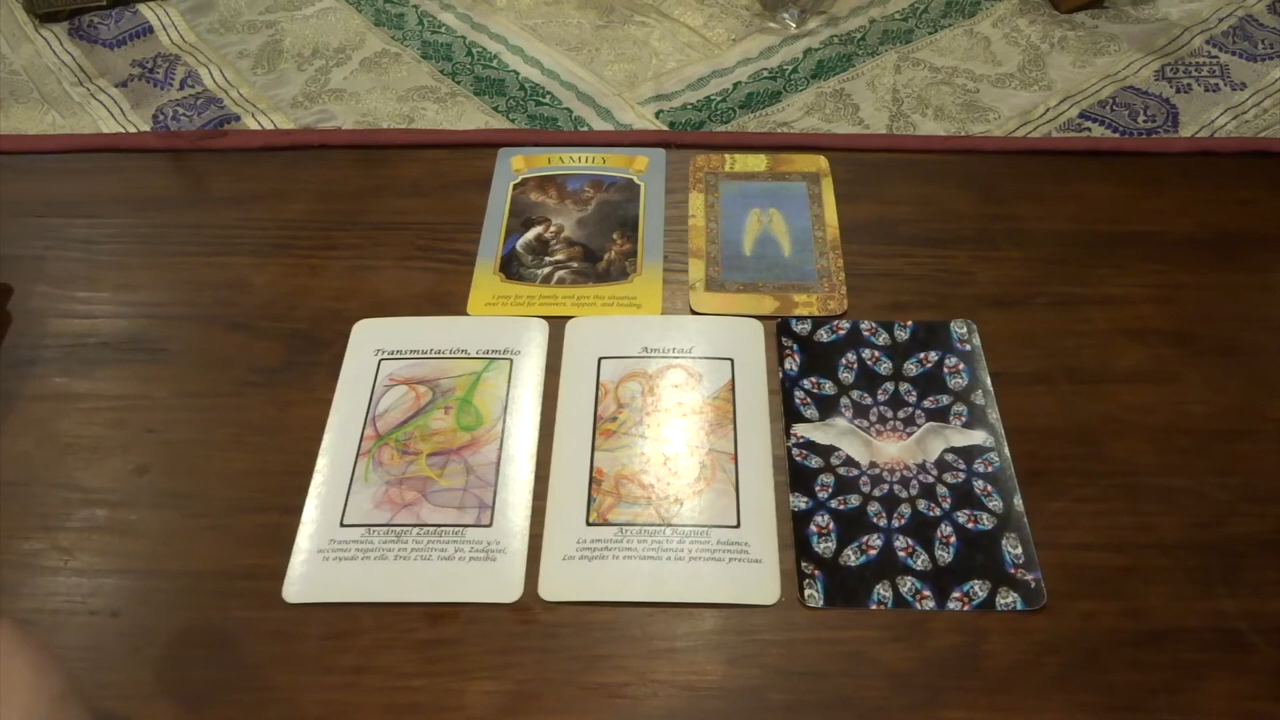 FAMILY
I pray for my family and give this situation
over to God for answers, support, and healing.
Transmutación, cambio
Arcángel Zadquiel:
Transmuta, cambia tus pensamientos y/o
acciones negativas en positivas. Yo, Zadquiel,
te ayudo en ello. Eres LUZ, todo es posible.
Amistad
Arcángel Ragüel:
La amistad es un pacto de amor, balance,
compañerismo, confianza y comprensión.
Los ángeles te enviamos a las personas precisas.